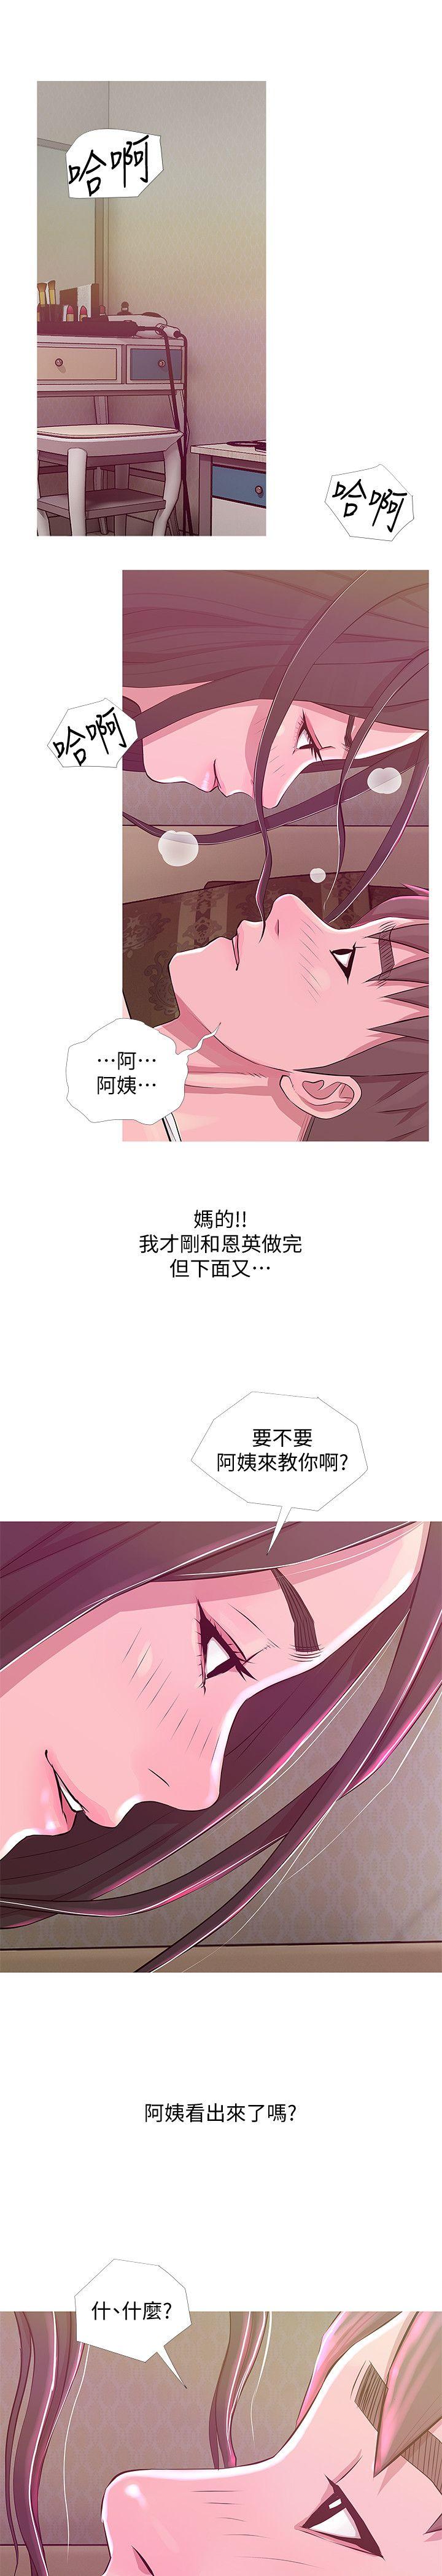 哈啊
哈啊
哈啊
…阿…
阿姨…
媽的!!
我才剛和恩英做完
但下面又…
要不要
阿姨來教你啊?
阿姨看出來了嗎?
什、什麼?